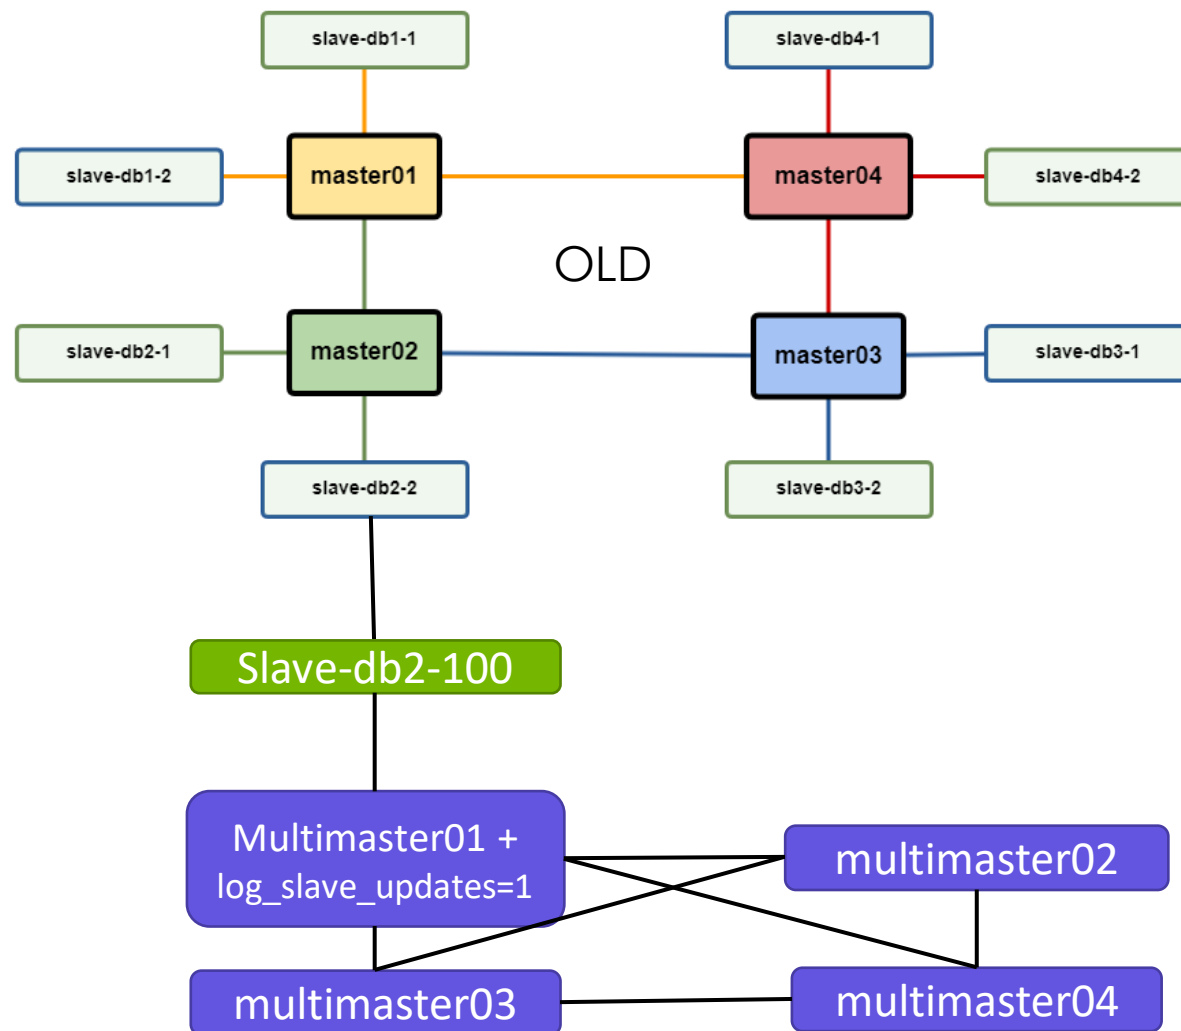 slave-db1-1
slave-db4-1
slave-db1-2
master01
master04
slave-db4-2
OLD
slave-db2-1
master02
master03
slave-db3-1
slave-db2-2
slave-db3-2
Slave-db2-100
Multimaster01 +
log_slave_updates=1
multimaster02
multimaster03
multimaster04